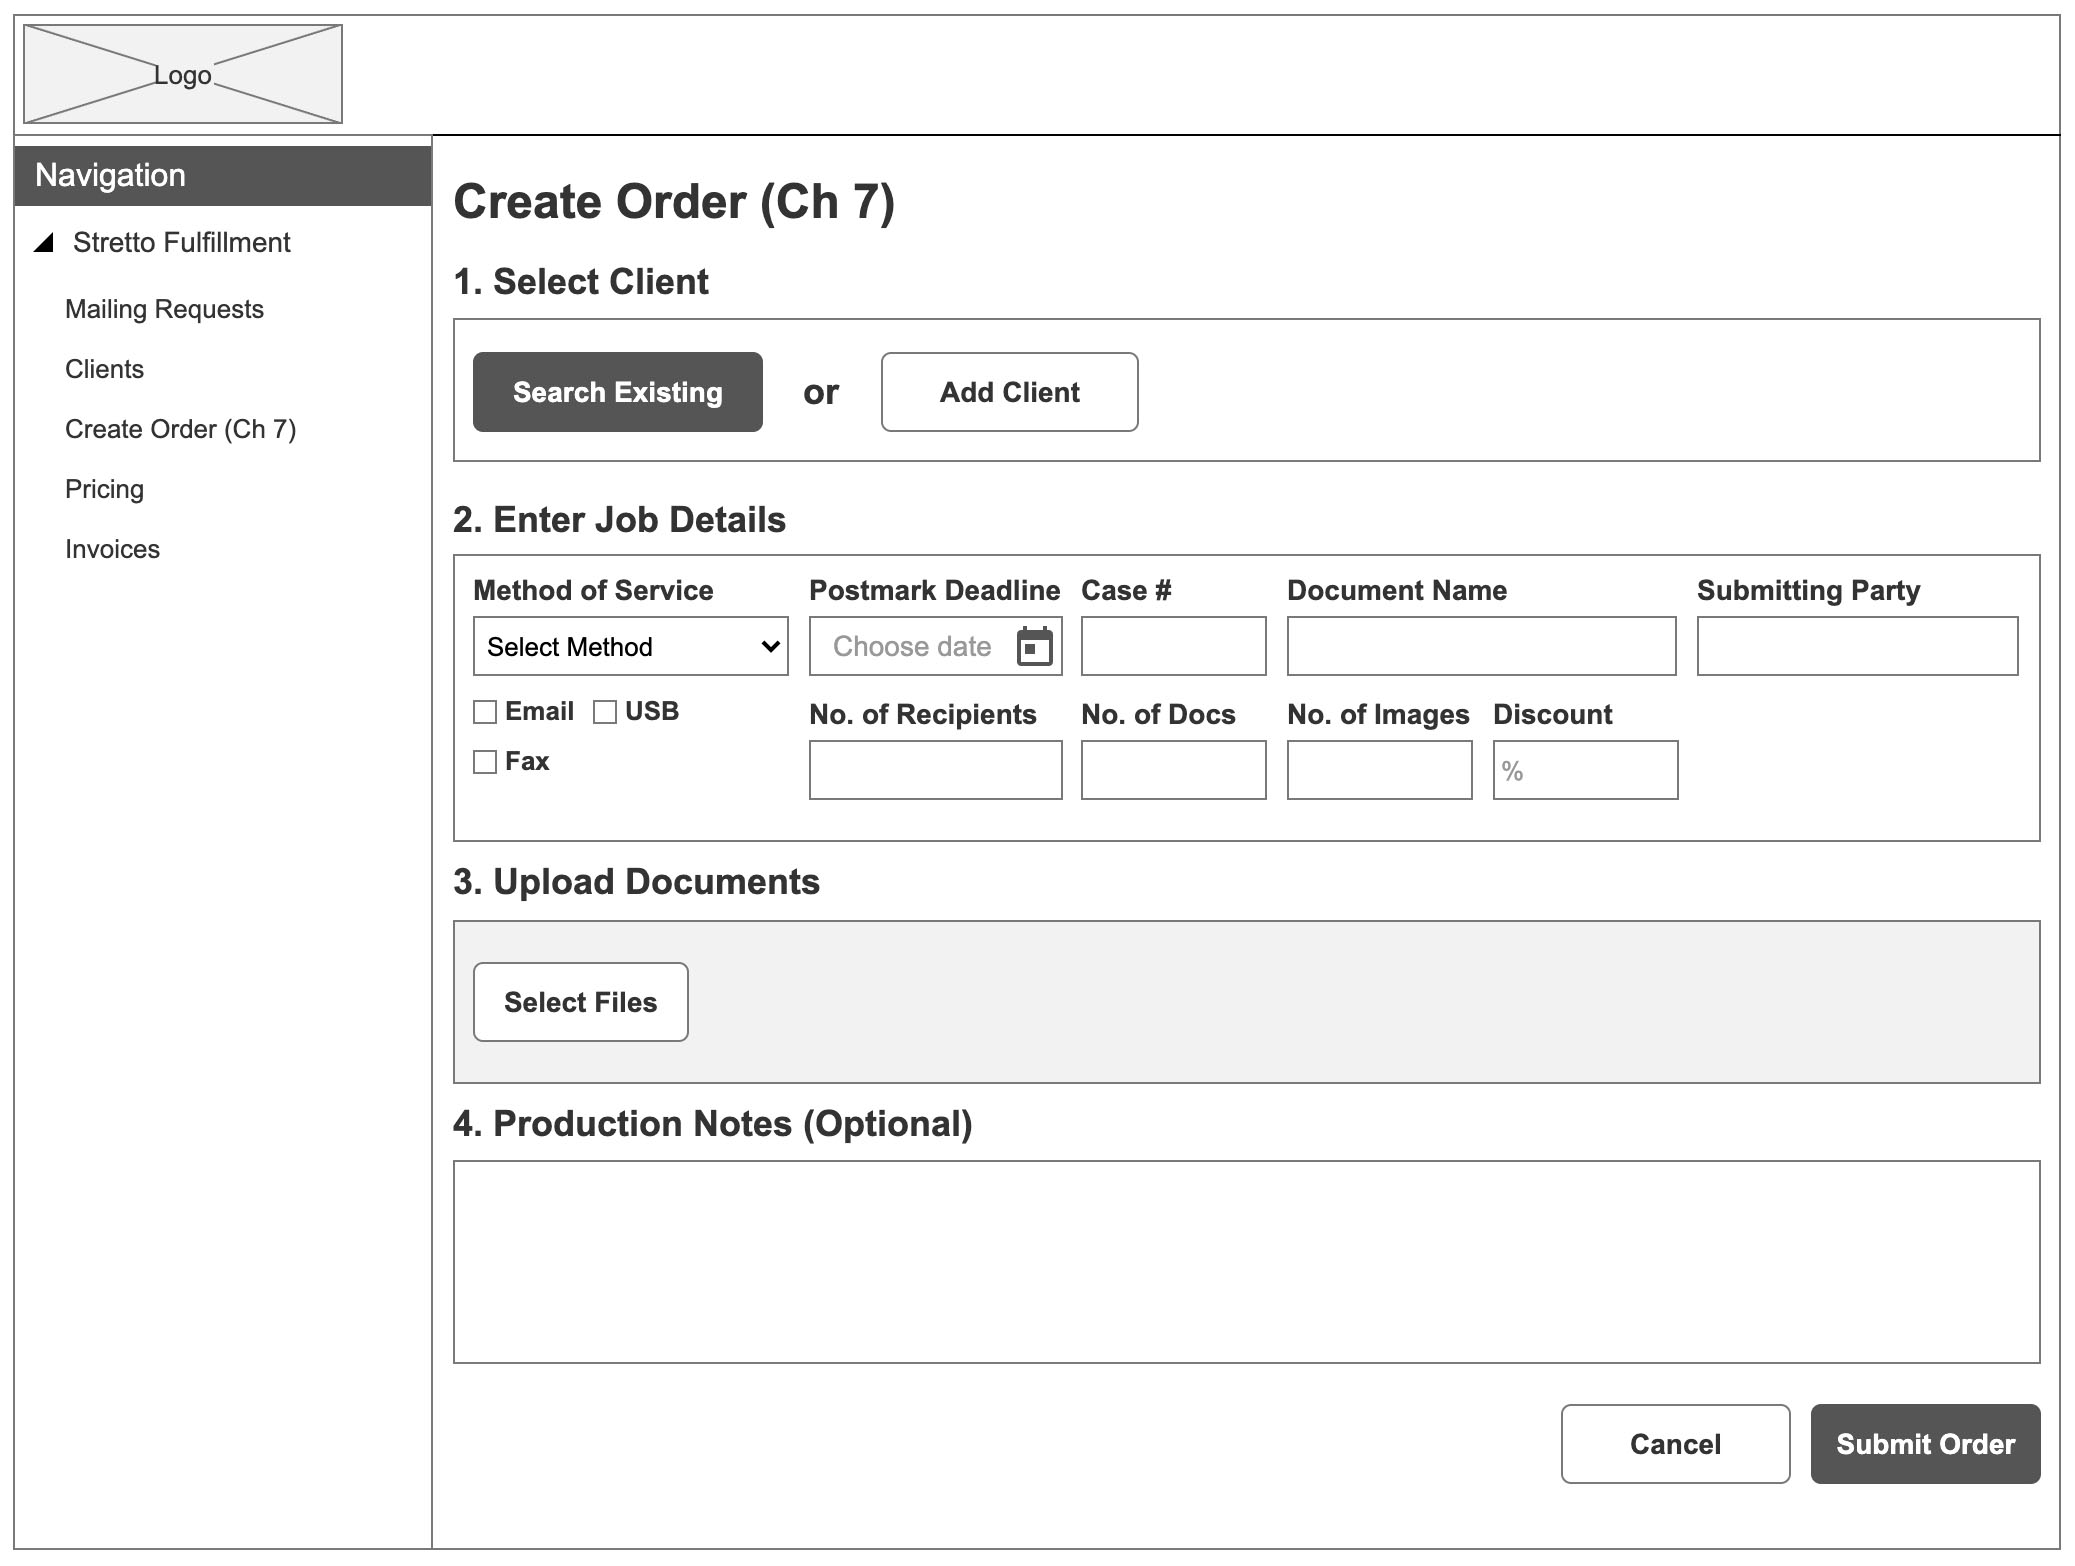 Logo
Navigation
Stretto Fulfillment
Mailing Requests
Clients
Create Order (Ch 7)
Pricing
Invoices
Create Order (Ch 7)
1. Select Client
Search Existing or Add Client
2. Enter Job Details
Method of Service Postmark Deadline Case # Document Name Submitting Party
Select Method Choose date
Email USB No. of Recipients No. of Docs No. of Images Discount
Fax %
3. Upload Documents
Select Files
4. Production Notes (Optional)
Cancel Submit Order